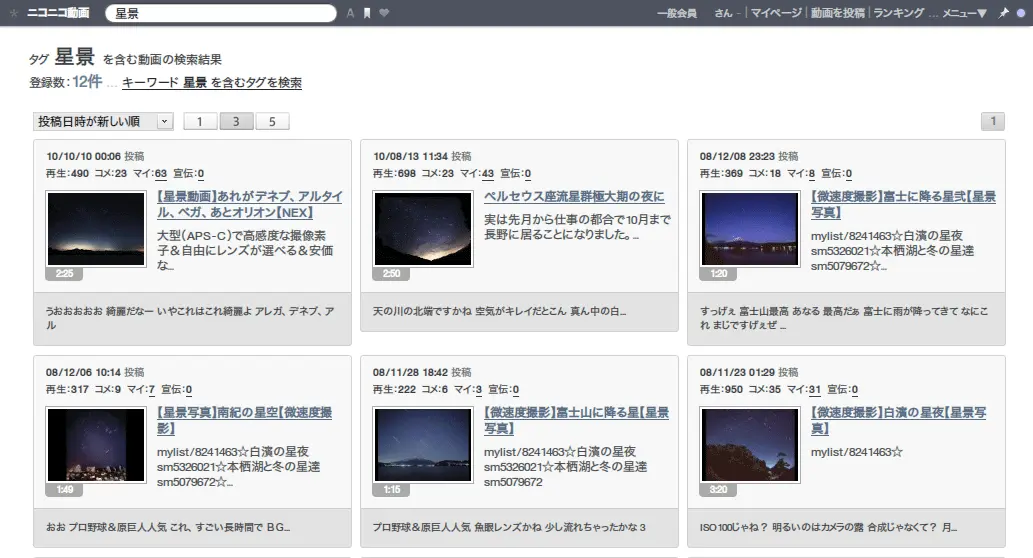 ニコニコ動画 星景 A 一般会員 さん - | マイページ | 動画を投稿 | ランキング ... メニュー▼
タグ 星景 を含む動画の検索結果
登録数：12件 ... キーワード 星景 を含むタグを検索
投稿日時が新しい順 1 3 5 1
10/10/10 00:06 投稿
再生：490 コメ：23 マイ：63 宣伝：0
【星景動画】あれがデネブ、アルタイ
ル、ベガ、あとオリオン【NEX】
大型（APS-C）で高感度な撮像素
子＆自由にレンズが選べる＆安価
な...
2:25
うおおおおお 綺麗だなー いやこれはこれ綺麗よ アレガ、デネブ、ア
ル
10/08/13 11:34 投稿
再生：698 コメ：23 マイ：43 宣伝：0
ペルセウス座流星群極大期の夜に
実は先月から仕事の都合で10月まで
長野に居ることになりました。...
2:50
天の川の北端ですかね 空気がキレイだとこん 真ん中の白...
08/12/08 23:23 投稿
再生：369 コメ：18 マイ：8 宣伝：0
【微速度撮影】富士に降る星弐【星景
写真】
mylist/8241463☆白濱の星夜
sm5326021☆本栖湖と冬の星達
sm5079672☆...
1:20
すっげぇ 富士山最高 あなる 最高だぁ 富士に雨が降ってきて なにこ
れ まじですげぇぜ ...
08/12/06 10:14 投稿
再生：317 コメ：9 マイ：7 宣伝：0
【星景写真】南紀の星空【微速度撮
影】
mylist/8241463☆白濱の星夜
sm5326021☆本栖湖と冬の星達
sm5079672☆...
1:49
おお プロ野球＆原巨人人気 これ、すごい長時間で ＢＧ...
08/11/28 18:42 投稿
再生：222 コメ：6 マイ：3 宣伝：0
【微速度撮影】富士山に降る星【星景
写真】
mylist/8241463☆白濱の星夜
sm5326021☆本栖湖と冬の星達
sm5079672
1:15
プロ野球＆原巨人人気 魚眼レンズかね 少し流れちゃったかな 3
08/11/23 01:29 投稿
再生：950 コメ：35 マイ：31 宣伝：0
【微速度撮影】白濱の星夜【星景写
真】
mylist/8241463☆
3:20
ISO100じゃね？ 明るいのはカメラの露 合成じゃなくて？ 月...